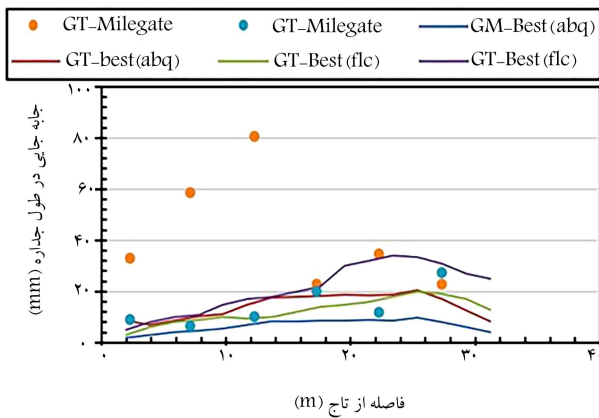 GT-Milegate GT-Milegate GM-Best(abq)
GT-best(abq) GT-Best(flc) GT-Best(flc)
جابه جایی در طول جداره (mm)
۱۰۰
۸۰
۶۰
۴۰
۲۰
۰
۰ ۱۰ ۲۰ ۳۰ ۴۰
فاصله از تاج (m)